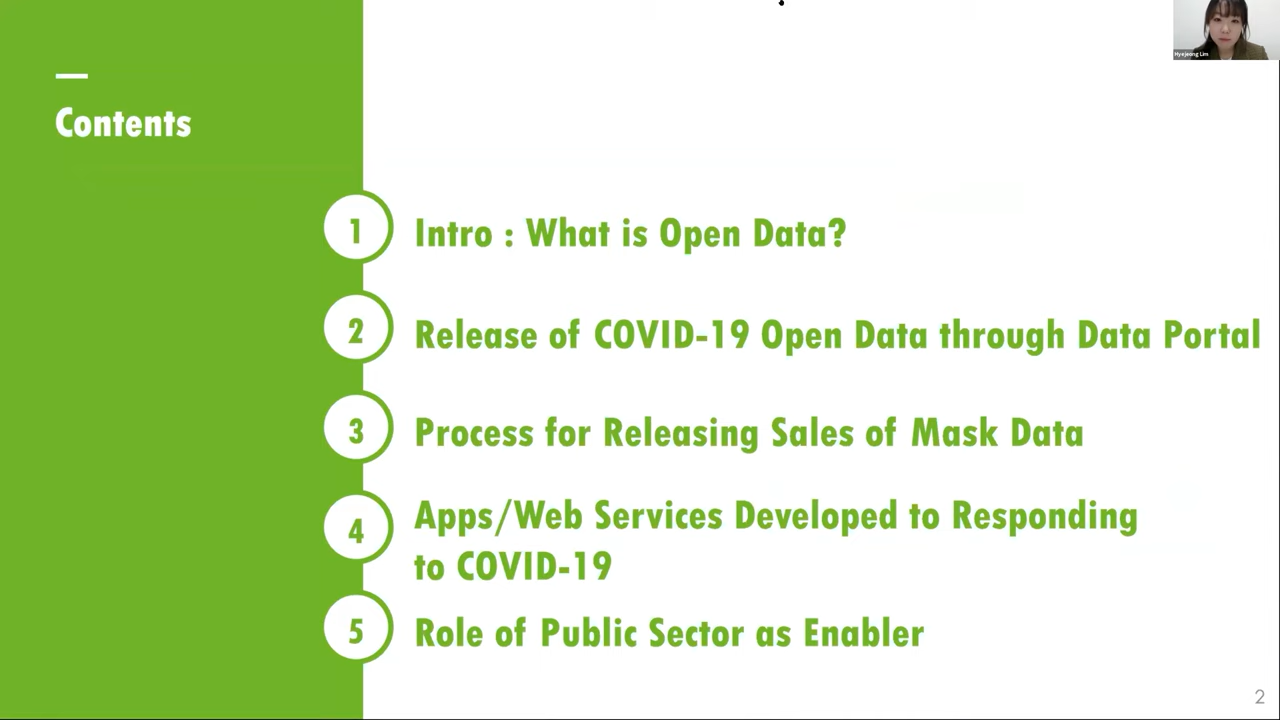 Hyejeong Lim
Contents
1
Intro : What is Open Data?
2
Release of COVID-19 Open Data through Data Portal
3
Process for Releasing Sales of Mask Data
4
Apps/Web Services Developed to Responding
to COVID-19
5
Role of Public Sector as Enabler
2